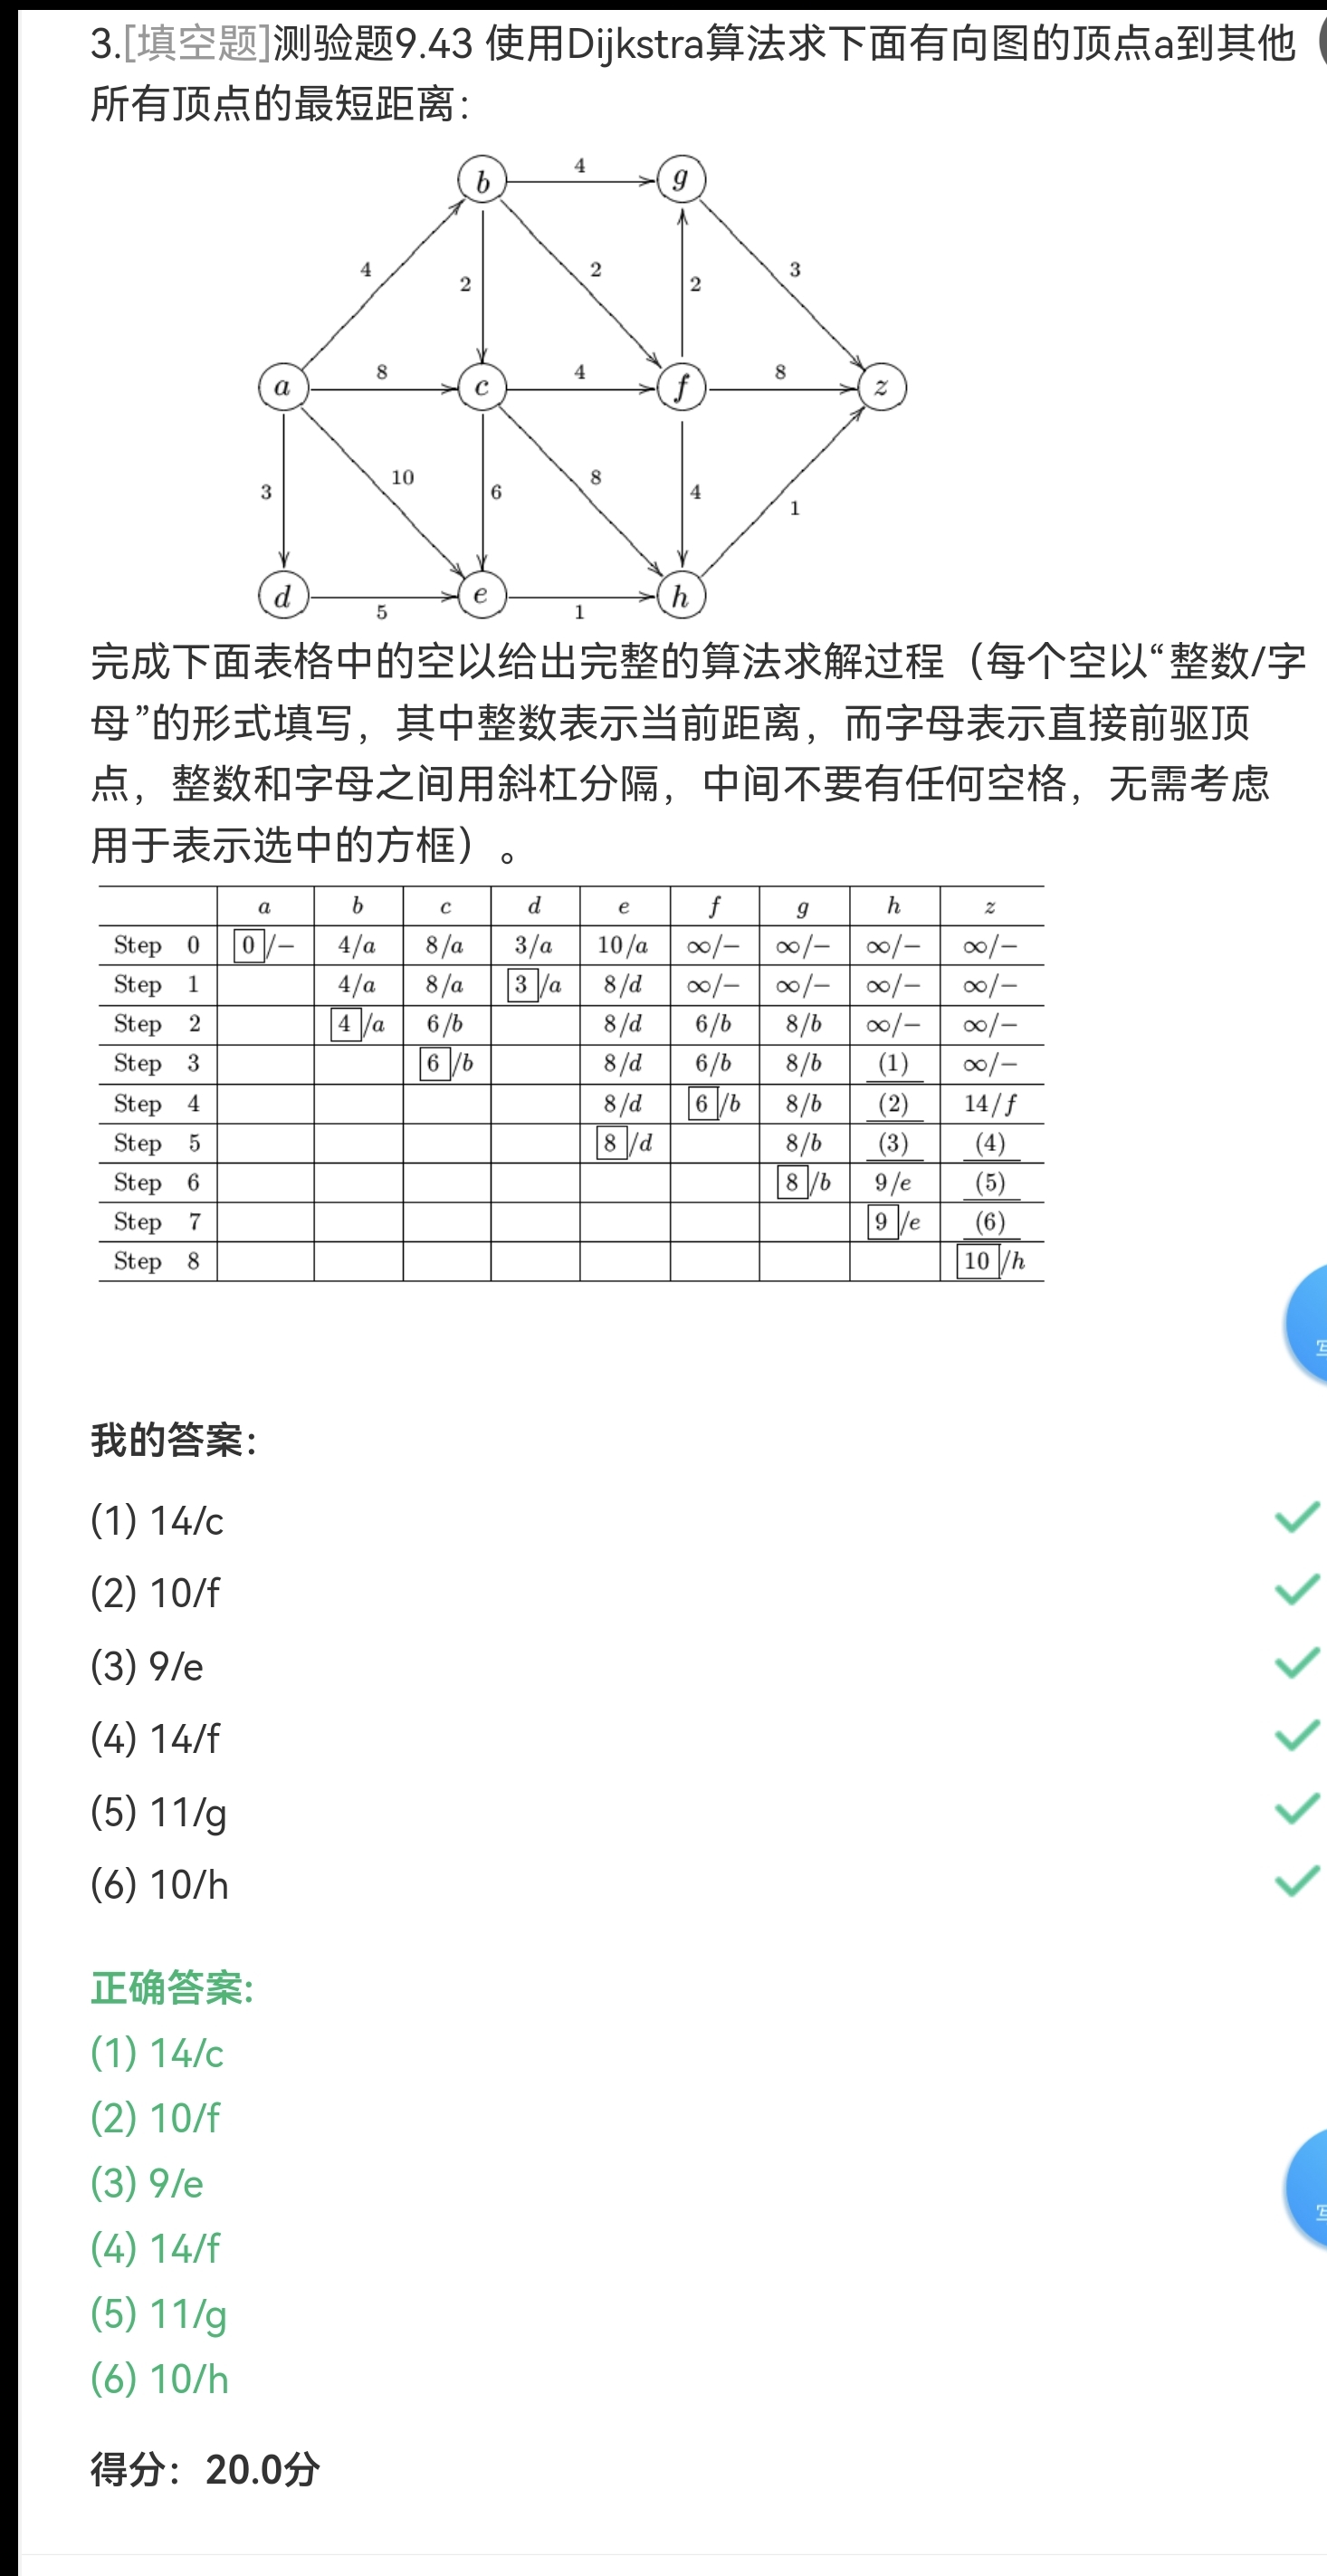 3.[填空题]测验题9.43 使用Dijkstra算法求下面有向图的顶点a到其他
所有顶点的最短距离：
b 4 g
4 2 2 2 3
a 8 c 4 f 8 z
3 10 6 8 4 1
d 5 e 1 h
完成下面表格中的空以给出完整的算法求解过程（每个空以“整数/字
母”的形式填写，其中整数表示当前距离，而字母表示直接前驱顶
点，整数和字母之间用斜杠分隔，中间不要有任何空格，无需考虑
用于表示选中的方框）。
a b c d e f g h z
Step 0 0/− 4/a 8/a 3/a 10/a ∞/− ∞/− ∞/− ∞/−
Step 1 4/a 8/a 3/a 8/d ∞/− ∞/− ∞/− ∞/−
Step 2 4/a 6/b 8/d 6/b 8/b ∞/− ∞/−
Step 3 6/b 8/d 6/b 8/b (1) ∞/−
Step 4 8/d 6/b 8/b (2) 14/f
Step 5 8/d 8/b (3) (4)
Step 6 8/b 9/e (5)
Step 7 9/e (6)
Step 8 10/h
我的答案：
(1) 14/c
(2) 10/f
(3) 9/e
(4) 14/f
(5) 11/g
(6) 10/h
正确答案:
(1) 14/c
(2) 10/f
(3) 9/e
(4) 14/f
(5) 11/g
(6) 10/h
得分：20.0分